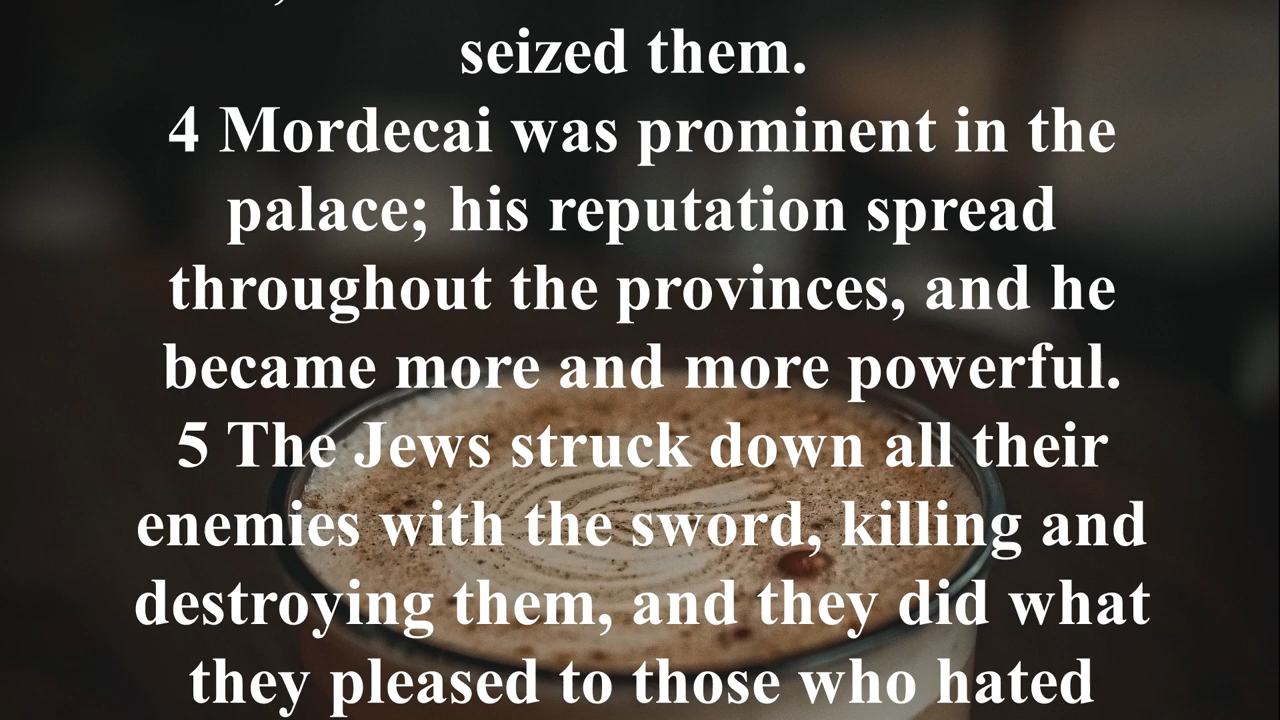 seized them.
4 Mordecai was prominent in the
palace; his reputation spread
throughout the provinces, and he
became more and more powerful.
5 The Jews struck down all their
enemies with the sword, killing and
destroying them, and they did what
they pleased to those who hated